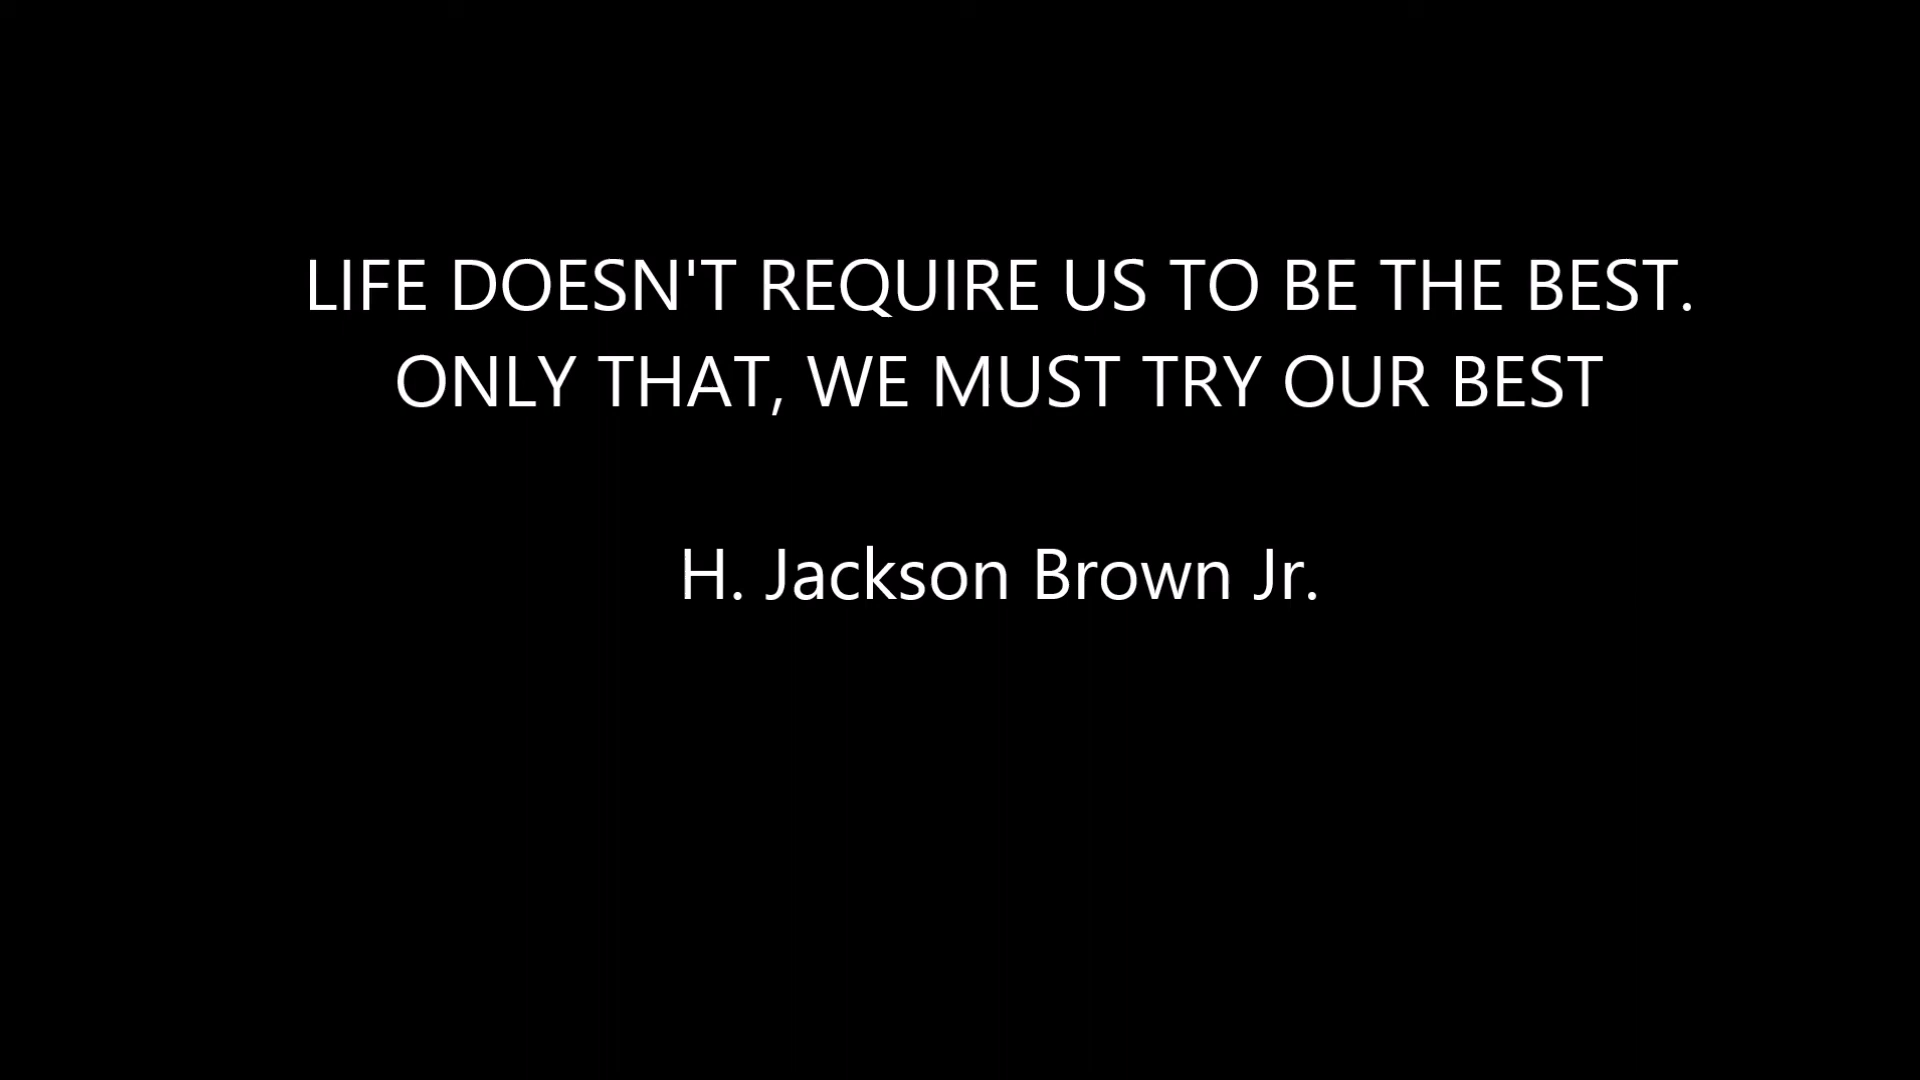 LIFE DOESN'T REQUIRE US TO BE THE BEST.
ONLY THAT, WE MUST TRY OUR BEST
H. Jackson Brown Jr.